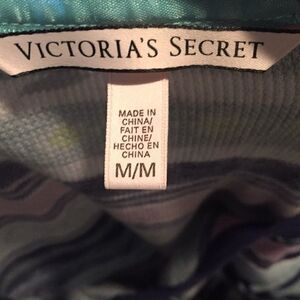 VICTORIA'S SECRET
MADE IN
CHINA/
FAIT EN
CHINE/
HECHO EN
CHINA
M/M